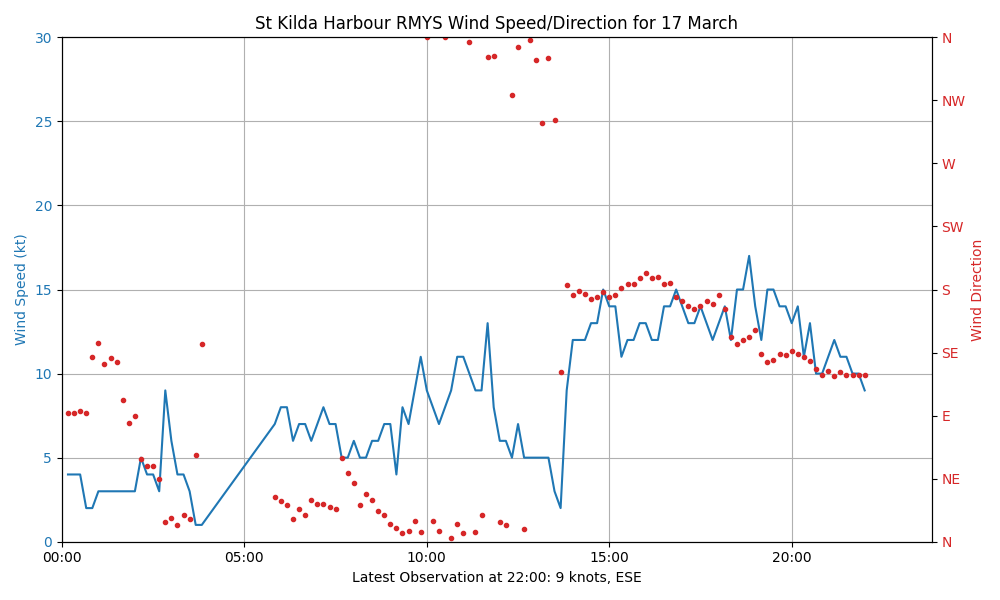 St Kilda Harbour RMYS Wind Speed/Direction for 17 March
30
25
20
15
10
5
0
Wind Speed (kt)
N
NW
W
SW
S
SE
E
NE
N
Wind Direction
00:00 05:00 10:00 15:00 20:00
Latest Observation at 22:00: 9 knots, ESE